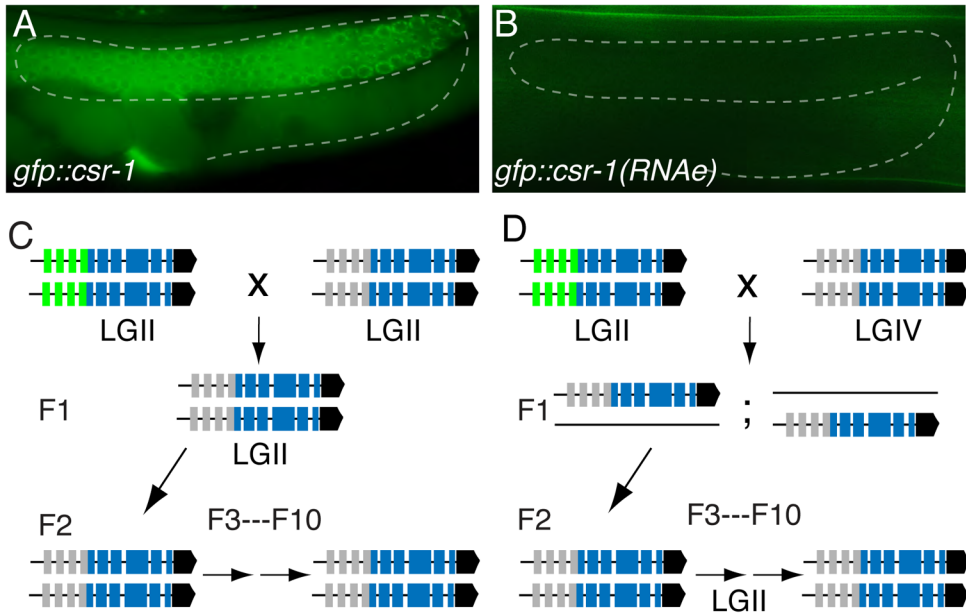 A
gfp::csr-1
B
gfp::csr-1(RNAe)
C
LGII
x
LGII
F1
LGII
F2
F3---F10
D
LGII
x
LGIV
F1
;
F2
F3---F10
LGII